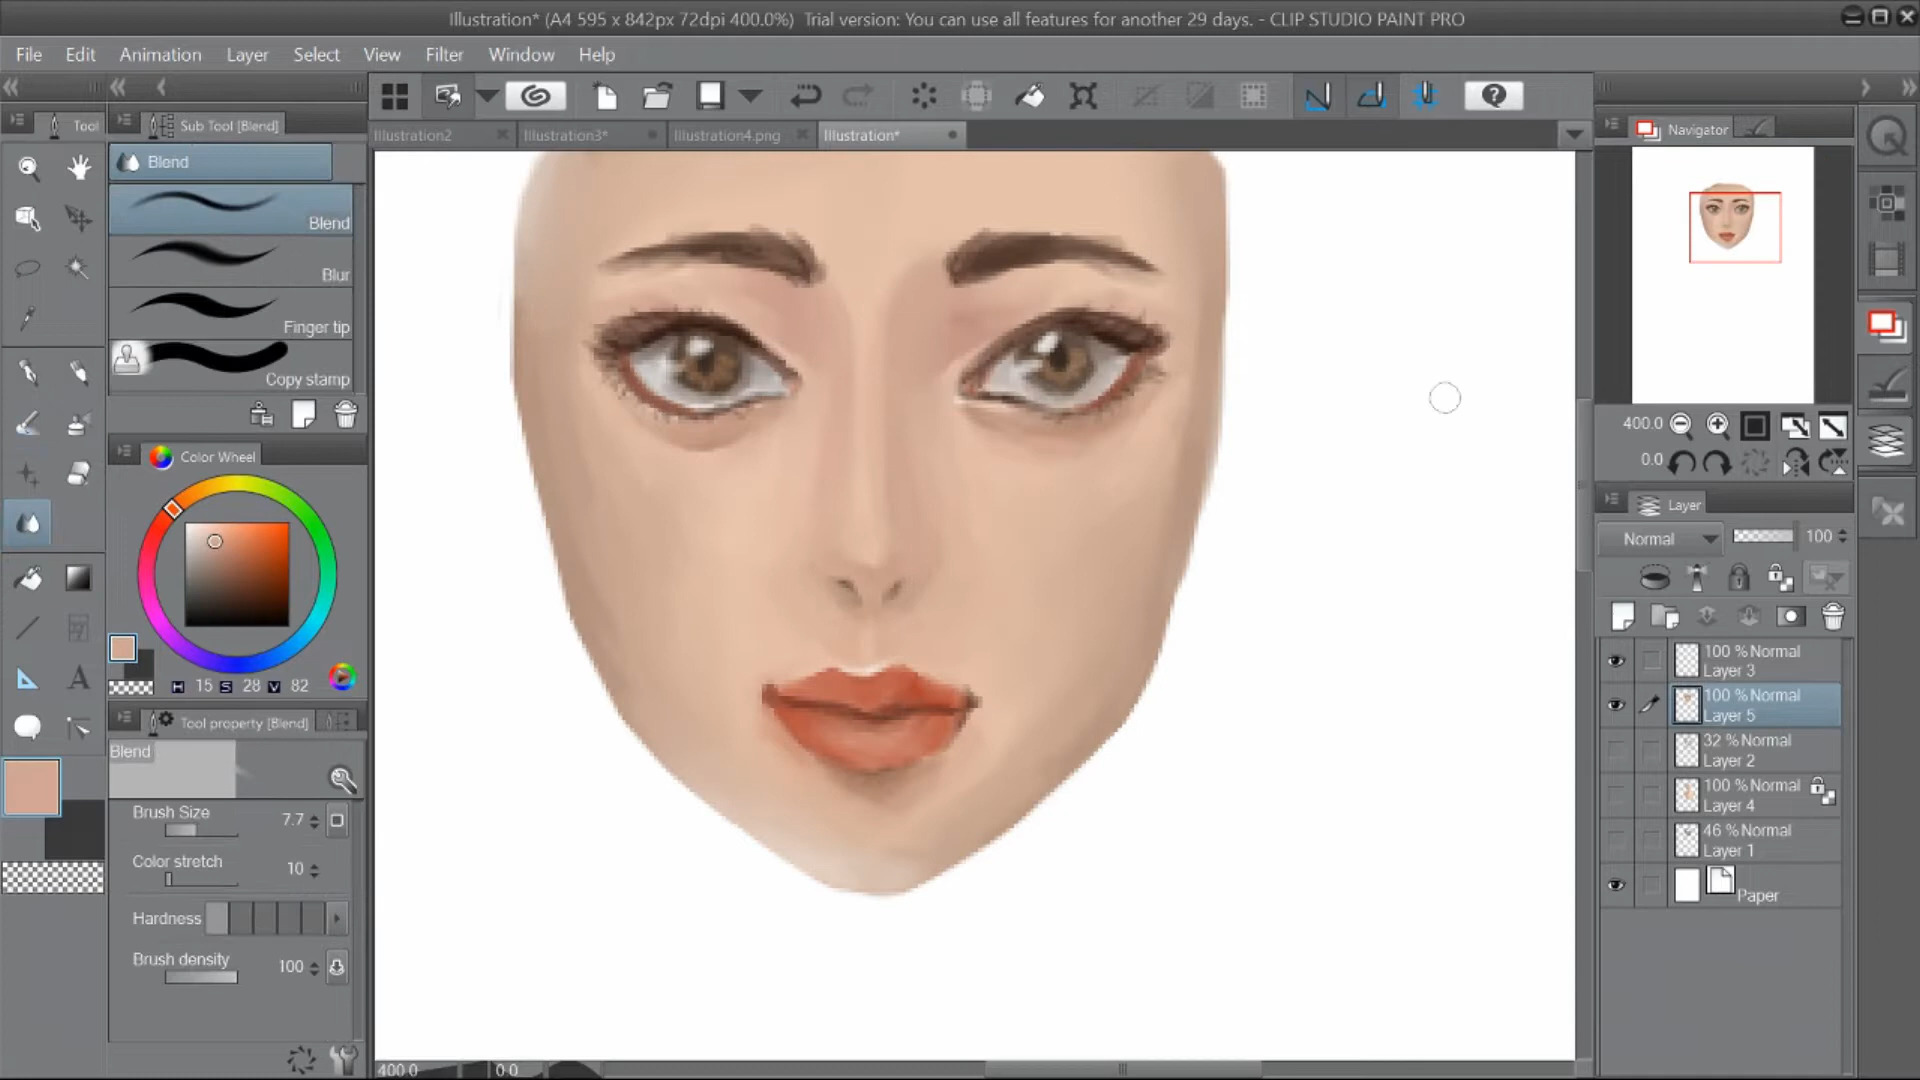 Illustration* (A4 595 x 842px 72dpi 400.0%) Trial version: You can use all features for another 29 days. - CLIP STUDIO PAINT PRO
File Edit Animation Layer Select View Filter Window Help
Tool
Sub Tool [Blend]
Illustration2 Illustration3* Illustration4.png Illustration*
Navigator
Blend
Blend
Blur
Finger tip
Copy stamp
Color Wheel
H 15 S 28 V 82
Tool property [Blend]
Blend
Brush Size 7.7
Color stretch 10
Hardness
Brush density 100
A
400.0 0.0
400.0
0.0
Layer
Normal 100
100 % Normal
Layer 3
100 % Normal
Layer 5
32 % Normal
Layer 2
100 % Normal
Layer 4
46 % Normal
Layer 1
Paper